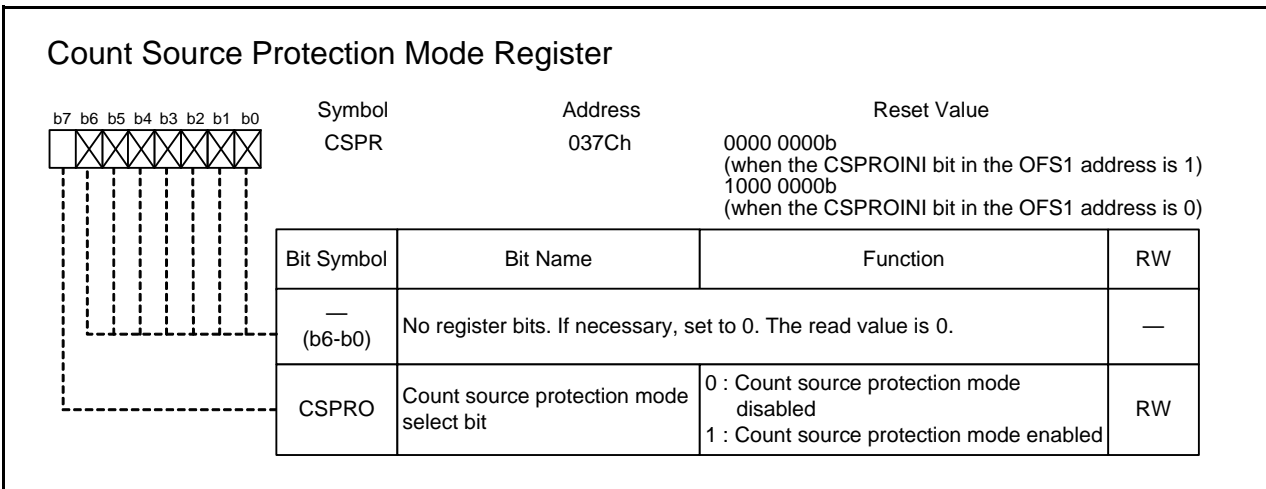 Count Source Protection Mode Register
b7 b6 b5 b4 b3 b2 b1 b0
Symbol Address Reset Value
CSPR 037Ch 0000 0000b
(when the CSPROINI bit in the OFS1 address is 1)
1000 0000b
(when the CSPROINI bit in the OFS1 address is 0)
Bit Symbol Bit Name Function RW
—
(b6-b0)
No register bits. If necessary, set to 0. The read value is 0.
—
CSPRO
Count source protection mode
select bit
0 : Count source protection mode
disabled
1 : Count source protection mode enabled
RW